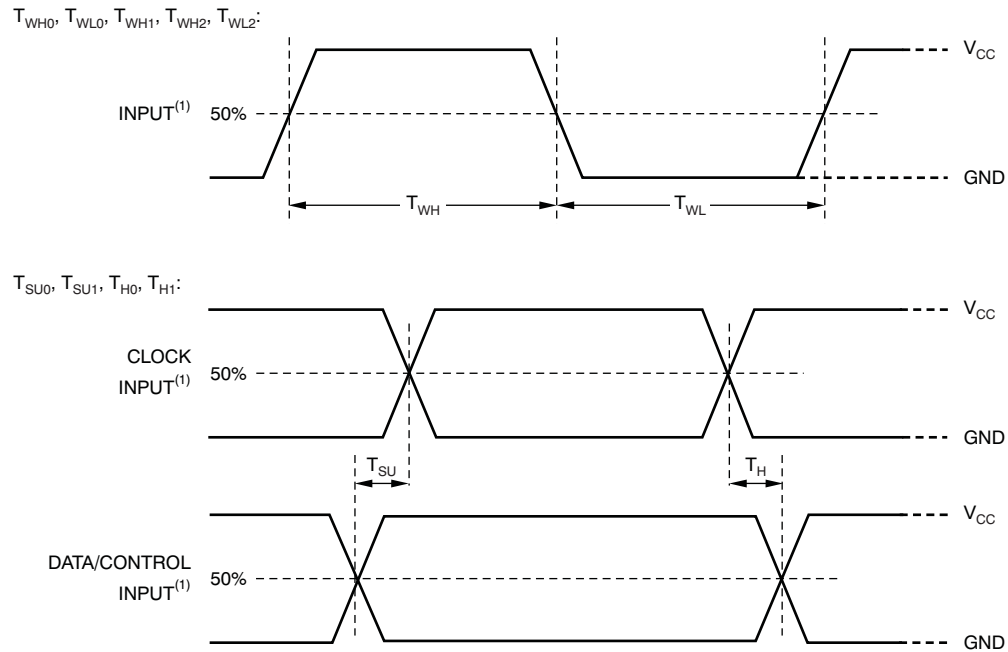 T_WH0, T_WL0, T_WH1, T_WH2, T_WL2:
V_CC
INPUT^(1) 50%
GND
T_WH T_WL
T_SU0, T_SU1, T_H0, T_H1:
V_CC
CLOCK
INPUT^(1) 50%
GND
T_SU T_H
V_CC
DATA/CONTROL
INPUT^(1) 50%
GND